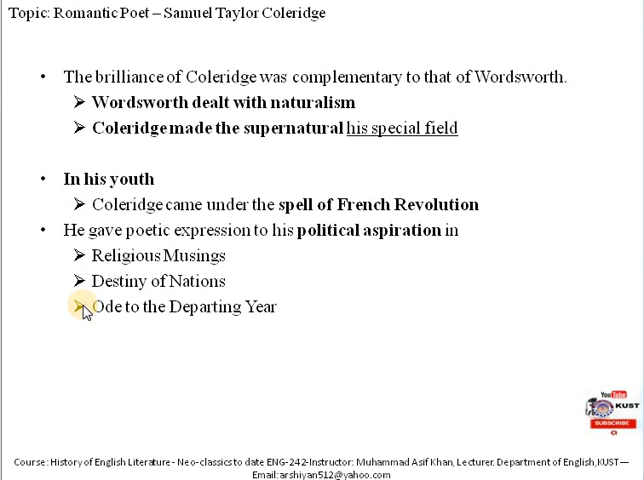 Topic: Romantic Poet – Samuel Taylor Coleridge
• The brilliance of Coleridge was complementary to that of Wordsworth.
➢ Wordsworth dealt with naturalism
➢ Coleridge made the supernatural his special field
• In his youth
➢ Coleridge came under the spell of French Revolution
• He gave poetic expression to his political aspiration in
➢ Religious Musings
➢ Destiny of Nations
➢ Ode to the Departing Year
YouTube
KUST
SUBSCRIBE
Course: History of English Literature - Neo-classics to date ENG-242-Instructor: Muhammad Asif Khan, Lecturer. Department of English,KUST—
Email:arshiyan512@yahoo.com